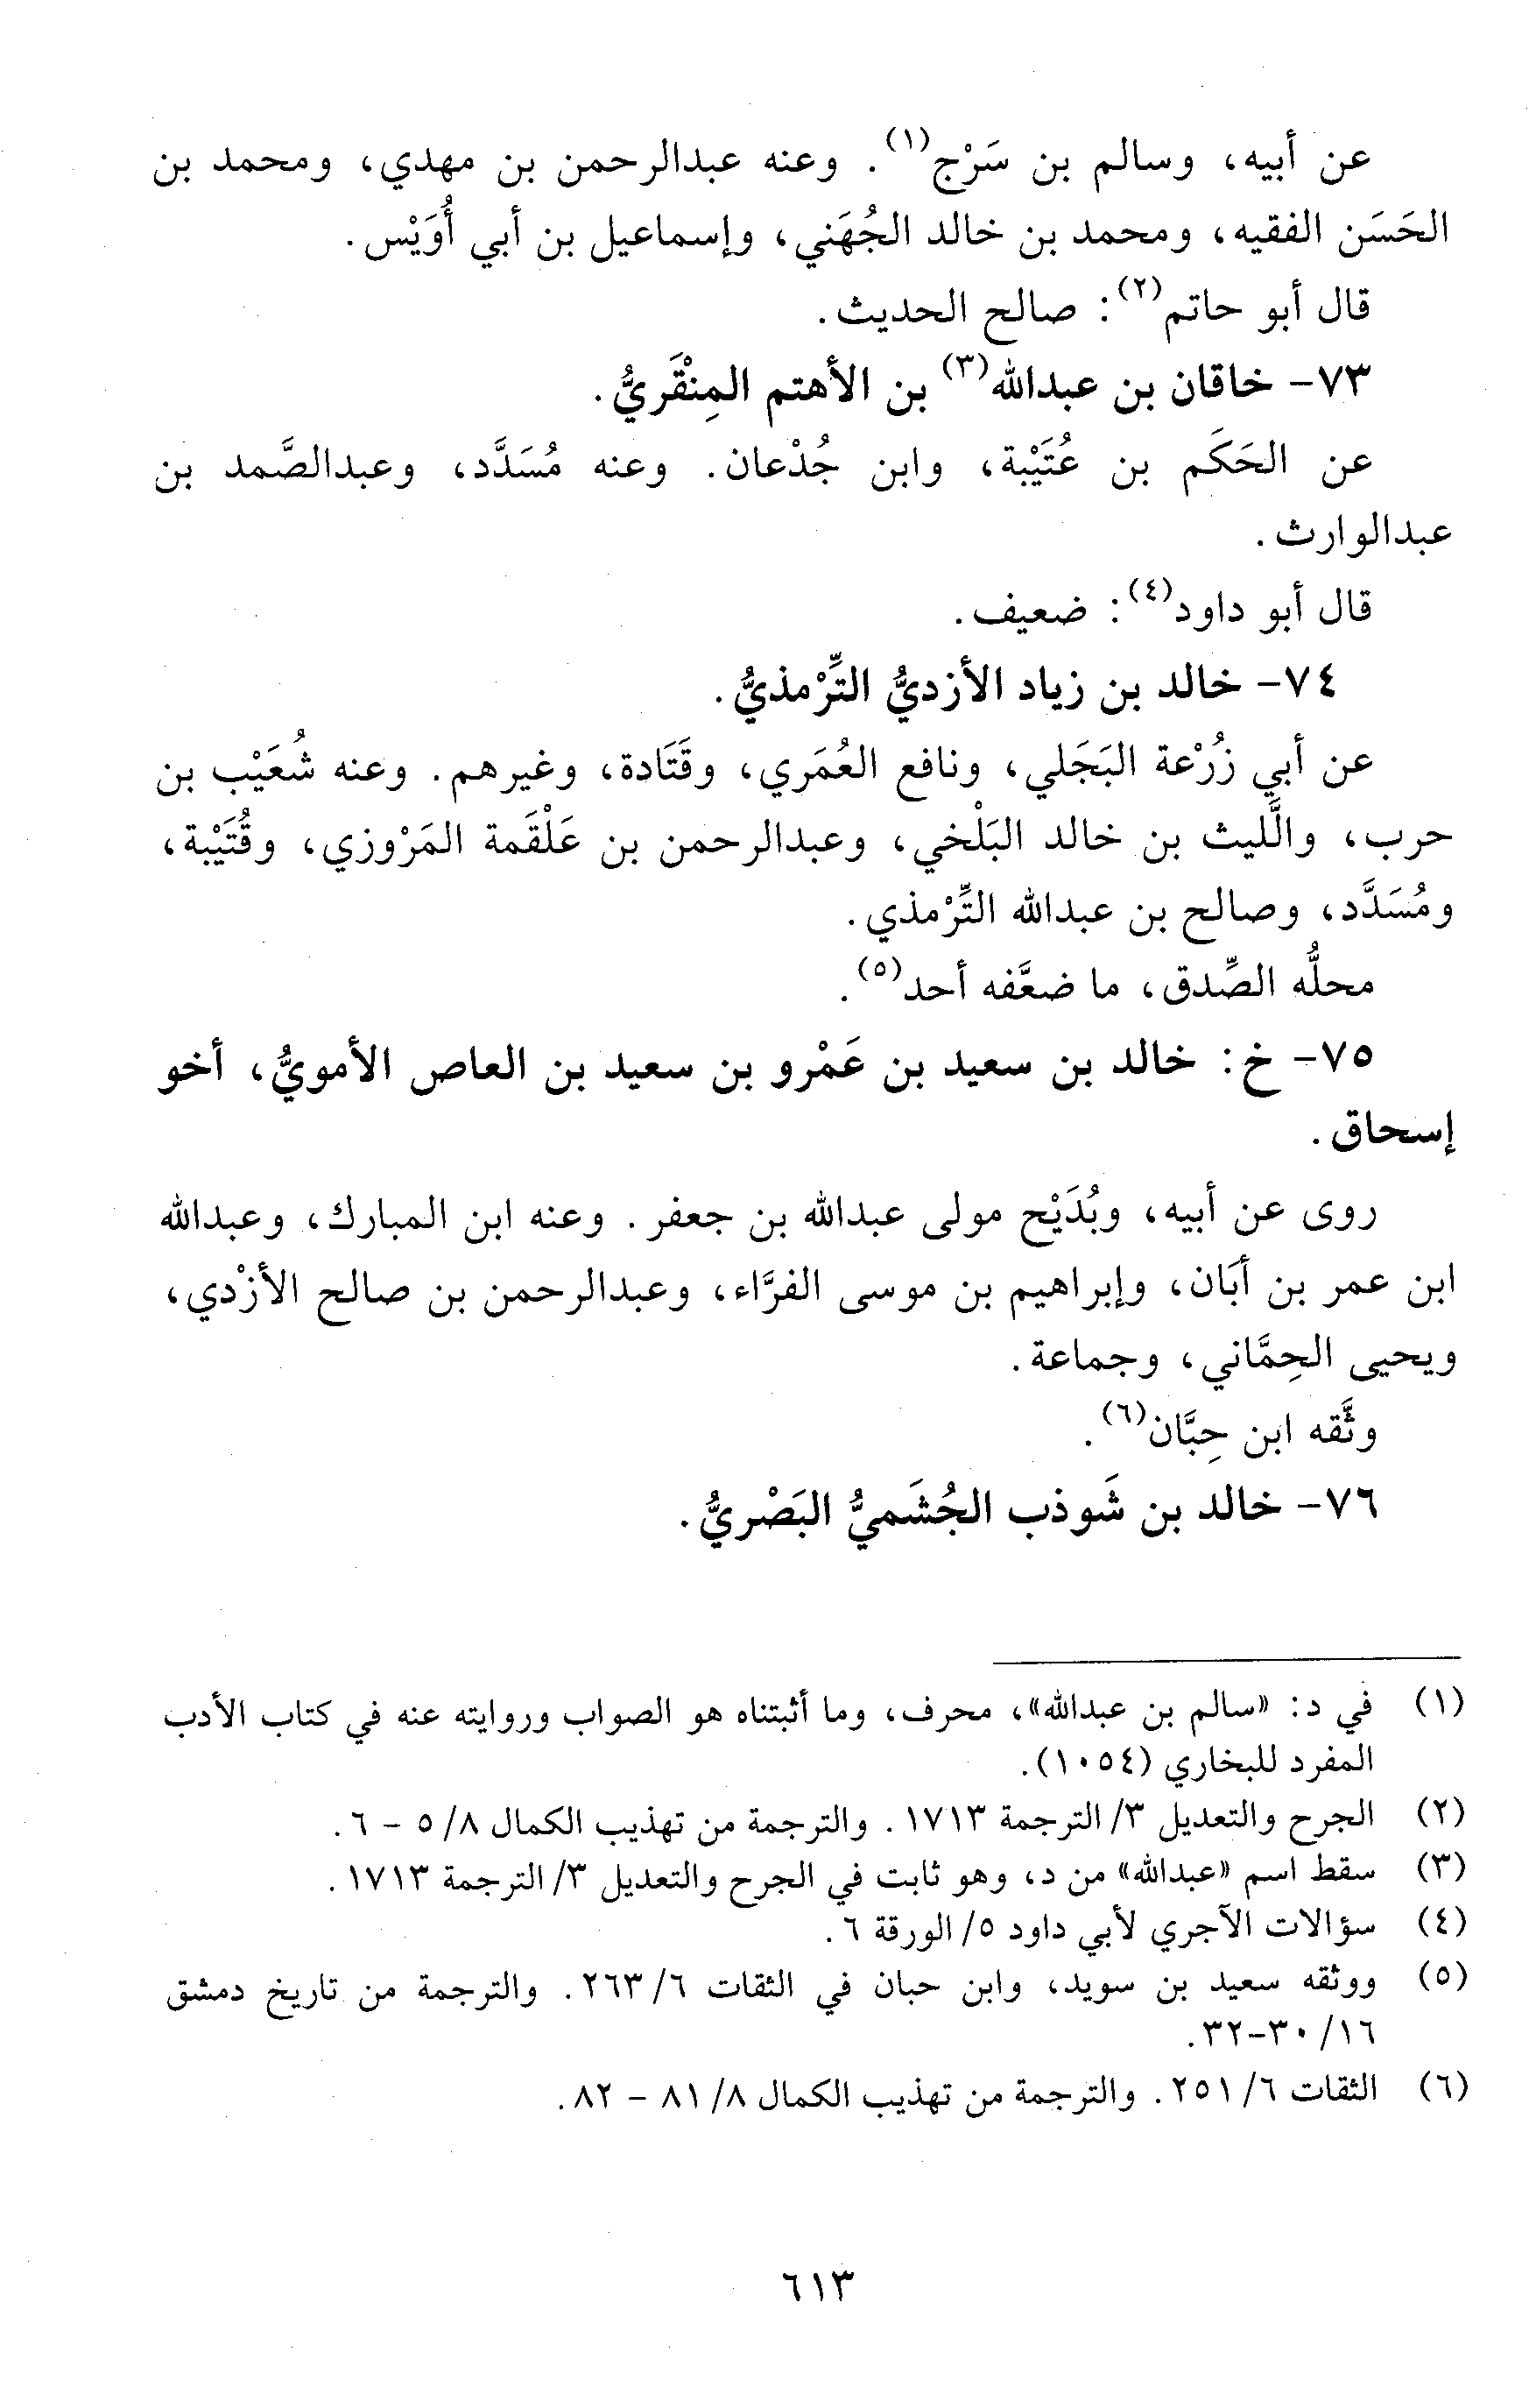 عن أبيه، وسالم بن سَرْج(١). وعنه عبدالرحمن بن مهدي، ومحمد بن
الحَسَن الفقيه، ومحمد بن خالد الجُهَني، وإسماعيل بن أبي أُوَيْس.
قال أبو حاتم(٢): صالح الحديث.
٧٣- خاقان بن عبدالله(٣) بن الأهتم المِنْقَريُّ.
عن الحَكَم بن عُتَيْبة، وابن جُدْعان. وعنه مُسَدَّد، وعبدالصَّمد بن
عبدالوارث.
قال أبو داود(٤): ضعيف.
٧٤- خالد بن زياد الأزديُّ التِّرْمذيُّ.
عن أبي زُرْعة البَجَلي، ونافع العُمَري، وقَتَادة، وغيرهم. وعنه شُعَيْب بن
حرب، واللَّيث بن خالد البَلْخي، وعبدالرحمن بن عَلْقَمة المَرْوزي، وقُتَيْبة،
ومُسَدَّد، وصالح بن عبدالله التِّرْمذي.
محلُّه الصِّدق، ما ضعَّفه أحد(٥).
٧٥- خ: خالد بن سعيد بن عَمْرو بن سعيد بن العاص الأمويُّ، أخو
إسحاق.
روى عن أبيه، وبُدَيْح مولى عبدالله بن جعفر. وعنه ابن المبارك، وعبدالله
ابن عمر بن أبَان، وإبراهيم بن موسى الفرَّاء، وعبدالرحمن بن صالح الأزْدي،
ويحيى الحِمَّاني، وجماعة.
وثَّقه ابن حِبَّان(٦).
٧٦- خالد بن شَوذب الجُشَميُّ البَصْريُّ.
(١) في د: «سالم بن عبدالله»، محرف، وما أثبتناه هو الصواب وروايته عنه في كتاب الأدب
المفرد للبخاري (١٠٥٤).
(٢) الجرح والتعديل ٣/ الترجمة ١٧١٣. والترجمة من تهذيب الكمال ٨/ ٥ - ٦.
(٣) سقط اسم «عبدالله» من د، وهو ثابت في الجرح والتعديل ٣/ الترجمة ١٧١٣.
(٤) سؤالات الآجري لأبي داود ٥/ الورقة ٦.
(٥) ووثقه سعيد بن سويد، وابن حبان في الثقات ٦/ ٢٦٣. والترجمة من تاريخ دمشق
١٦/ ٣٠-٣٢.
(٦) الثقات ٦/ ٢٥١. والترجمة من تهذيب الكمال ٨/ ٨١ - ٨٢.
٦١٣